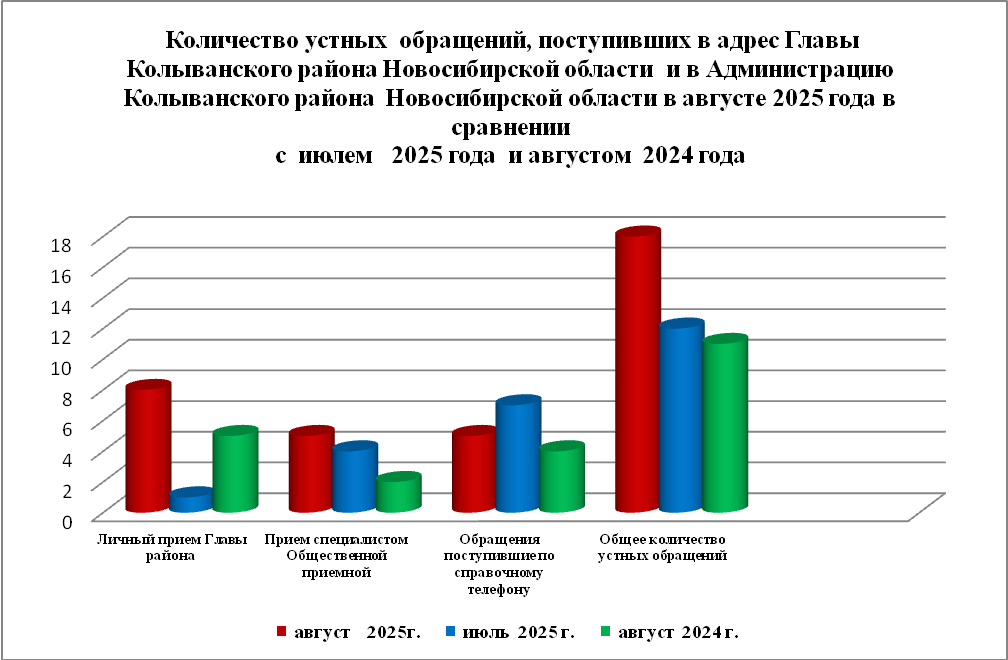 Количество устных обращений, поступивших в адрес Главы
Колыванского района Новосибирской области и в Администрацию
Колыванского района Новосибирской области в августе 2025 года в
сравнении
с июлем 2025 года и августом 2024 года
18
16
14
12
10
8
6
4
2
0
Личный прием Главы
района
Прием специалистом
Общественной
приемной
Обращения
поступившие по
справочному
телефону
Общее количество
устных обращений
август 2025г.
июль 2025 г.
август 2024 г.